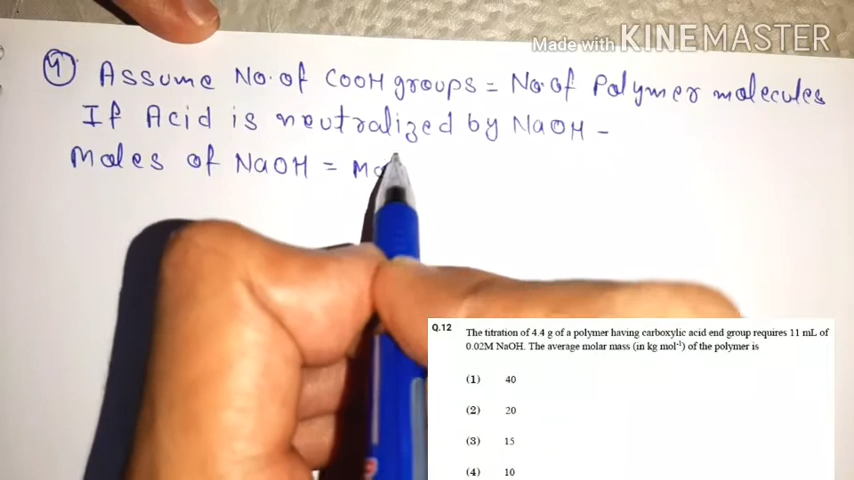 Made with KINEMASTER
4 Assume No. of COOH groups = No. of Polymer molecules
If Acid is neutralized by NaOH -
Moles of NaOH = Mo
Q.12 The titration of 4.4 g of a polymer having carboxylic acid end group requires 11 mL of
0.02M NaOH. The average molar mass (in kg mol⁻¹) of the polymer is
(1) 40
(2) 20
(3) 15
(4) 10